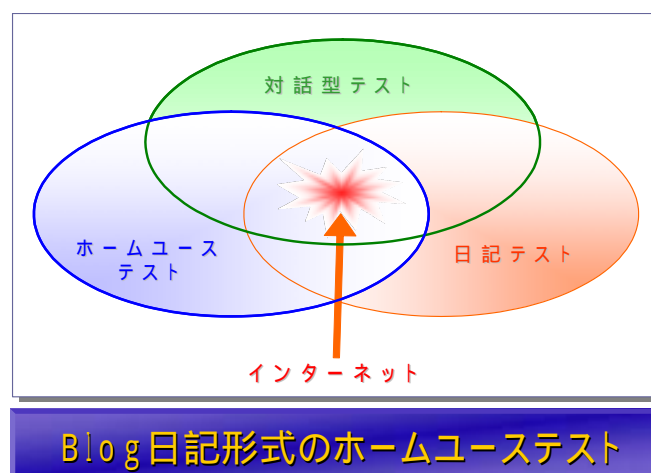 対話型テスト
ホームユース
テスト
日記テスト
インターネット
Blog日記形式のホームユーステスト